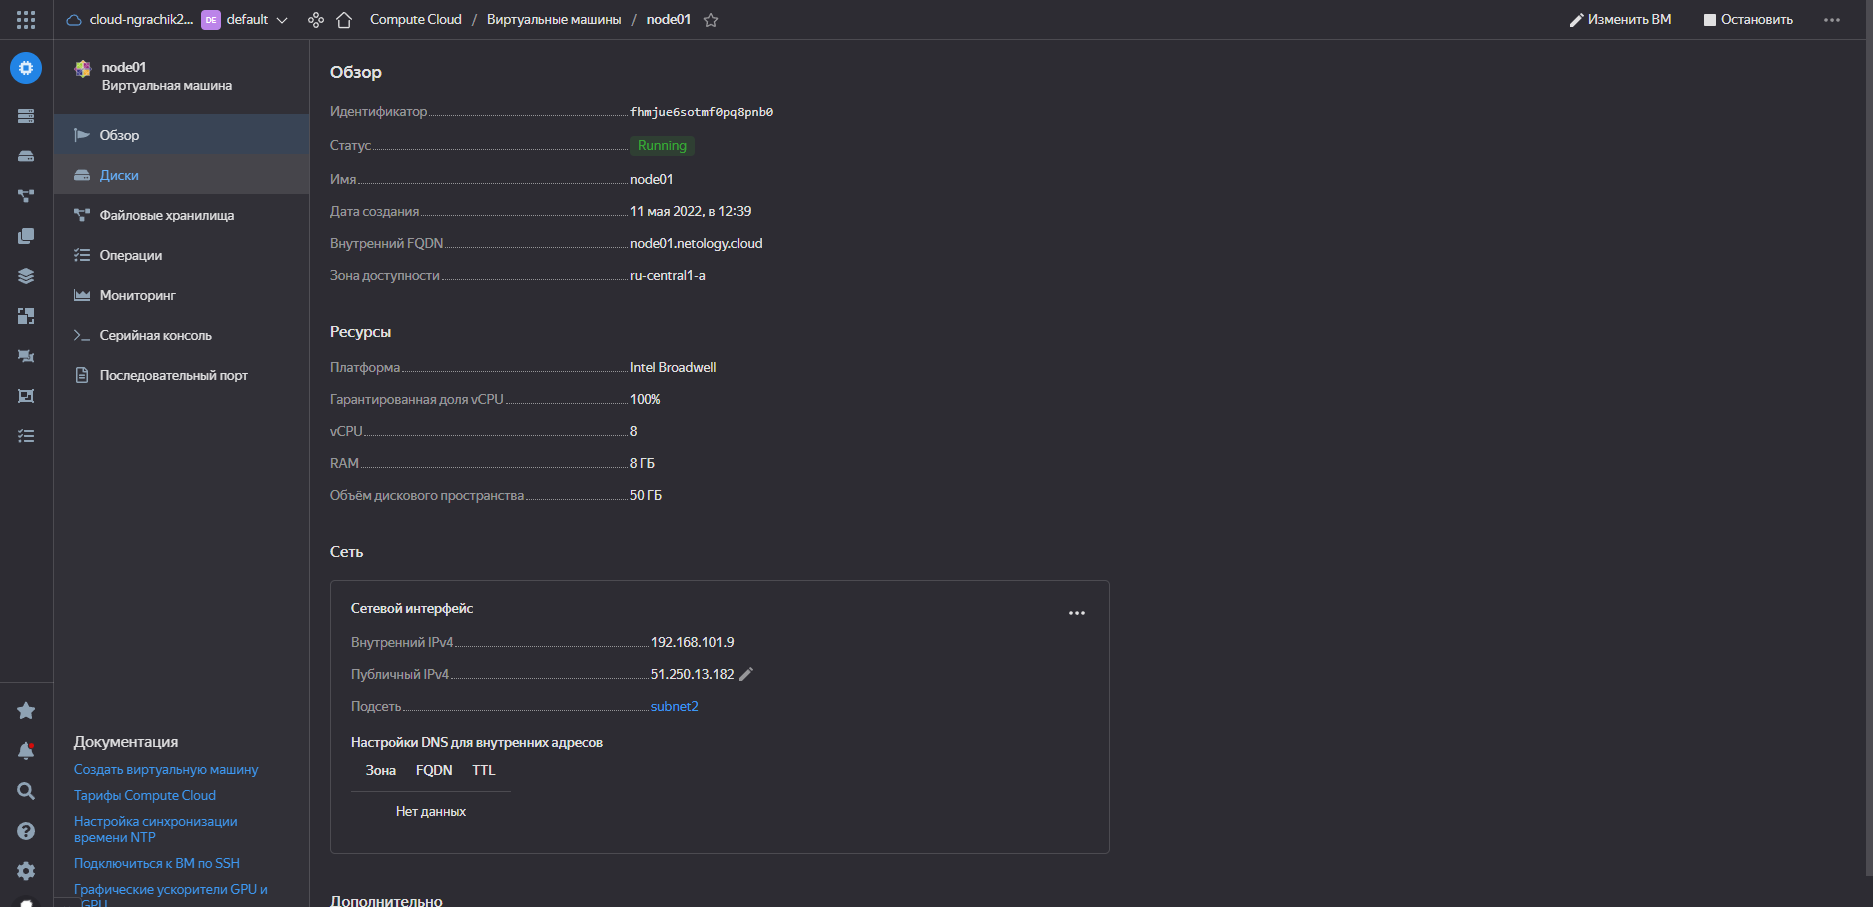 cloud-ngrachik2... DE default Compute Cloud / Виртуальные машины / node01 Изменить ВМ Остановить
node01
Виртуальная машина
Обзор
Диски
Файловые хранилища
Операции
Мониторинг
Серийная консоль
Последовательный порт
Документация
Создать виртуальную машину
Тарифы Compute Cloud
Настройка синхронизации
времени NTP
Подключиться к ВМ по SSH
Графические ускорители GPU и
GPU
Обзор
Идентификатор fhmjue6sotmf0pq8pnb0
Статус Running
Имя node01
Дата создания 11 мая 2022, в 12:39
Внутренний FQDN node01.netology.cloud
Зона доступности ru-central1-a
Ресурсы
Платформа Intel Broadwell
Гарантированная доля vCPU 100%
vCPU 8
RAM 8 ГБ
Объём дискового пространства 50 ГБ
Сеть
Сетевой интерфейс
Внутренний IPv4 192.168.101.9
Публичный IPv4 51.250.13.182
Подсеть subnet2
Настройки DNS для внутренних адресов
Зона FQDN TTL
Нет данных
Дополнительно